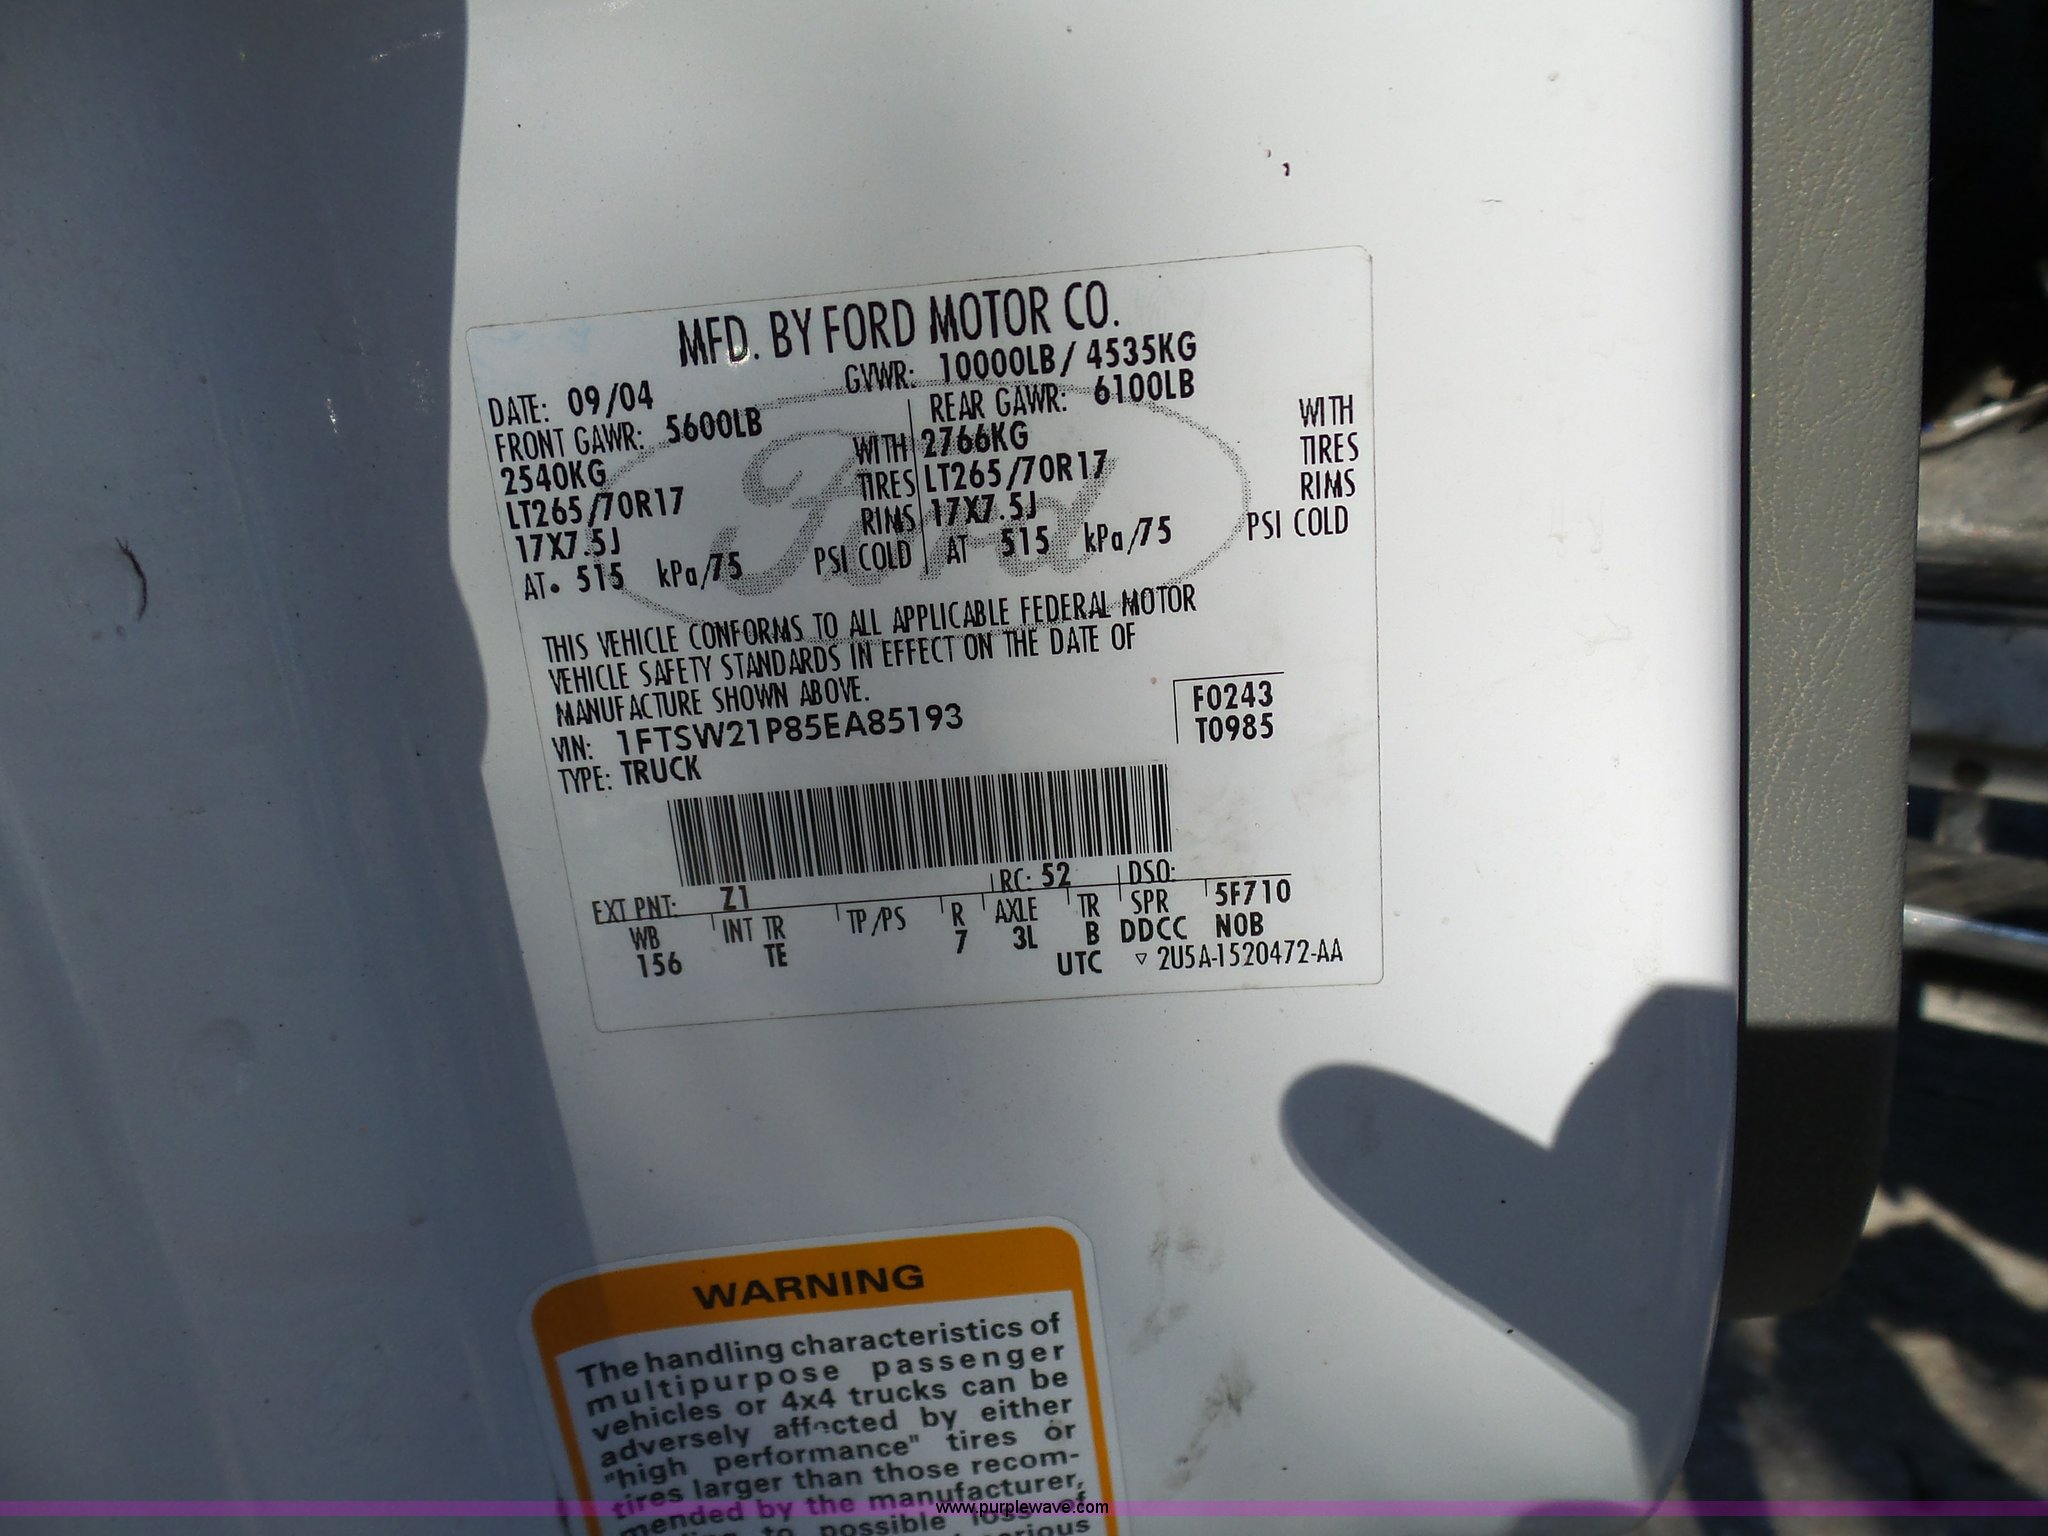 MFD. BY FORD MOTOR CO.
DATE: 09/04 GVWR: 10000LB / 4535KG
FRONT GAWR: 5600LB REAR GAWR: 6100LB
2540KG WITH 2766KG WITH
LT265/70R17 TIRES LT265/70R17 TIRES
17X7.5J RIMS 17X7.5J RIMS
AT 515 kPa/75 PSI COLD AT 515 kPa/75 PSI COLD
Ford
THIS VEHICLE CONFORMS TO ALL APPLICABLE FEDERAL MOTOR
VEHICLE SAFETY STANDARDS IN EFFECT ON THE DATE OF
MANUFACTURE SHOWN ABOVE.
VIN: 1FTSW21P85EA85193 F0243
TYPE: TRUCK T0985
EXT PNT: Z1 RC: 52 DSO:
WB INT TR TP/PS R AXLE TR SPR 5F710
156 TE 7 3L B DDCC NOB
UTC ▽ 2U5A-1520472-AA
WARNING
The handling characteristics of
multipurpose passenger
vehicles or 4x4 trucks can be
adversely affected by either
"high performance" tires or
tires larger than those recom-
mended by the manufacturer,
to possible loss of
serious
www.purplewave.com